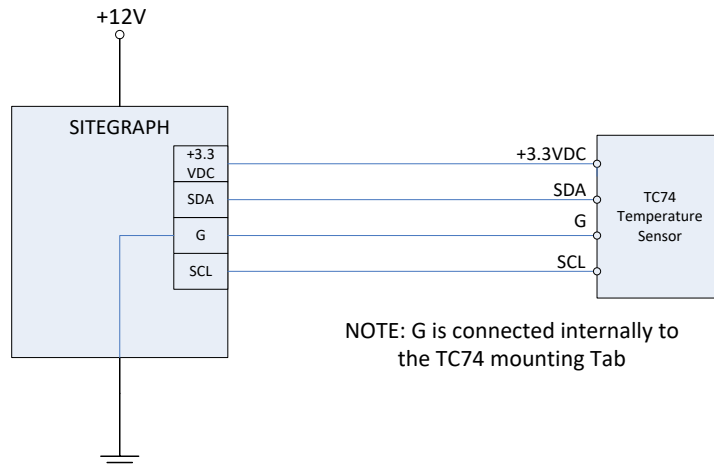 +12V
SITEGRAPH
+3.3
VDC
SDA
G
SCL
+3.3VDC
SDA
G
SCL
TC74
Temperature
Sensor
NOTE: G is connected internally to
the TC74 mounting Tab